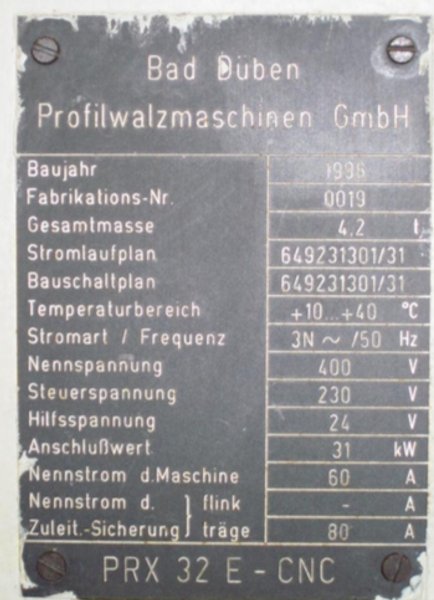 Bad Düben
Profilwalzmaschinen GmbH
Baujahr 1996
Fabrikations-Nr. 0019
Gesamtmasse 4.2 t
Stromlaufplan 649231301/31
Bauschaltplan 649231301/31
Temperaturbereich +10...+40 °C
Stromart / Frequenz 3N ~ /50 Hz
Nennspannung 400 V
Steuerspannung 230 V
Hilfsspannung 24 V
Anschlußwert 31 kW
Nennstrom d.Maschine 60 A
Nennstrom d. } flink - A
Zuleit.-Sicherung } träge 80 A
PRX 32 E - CNC